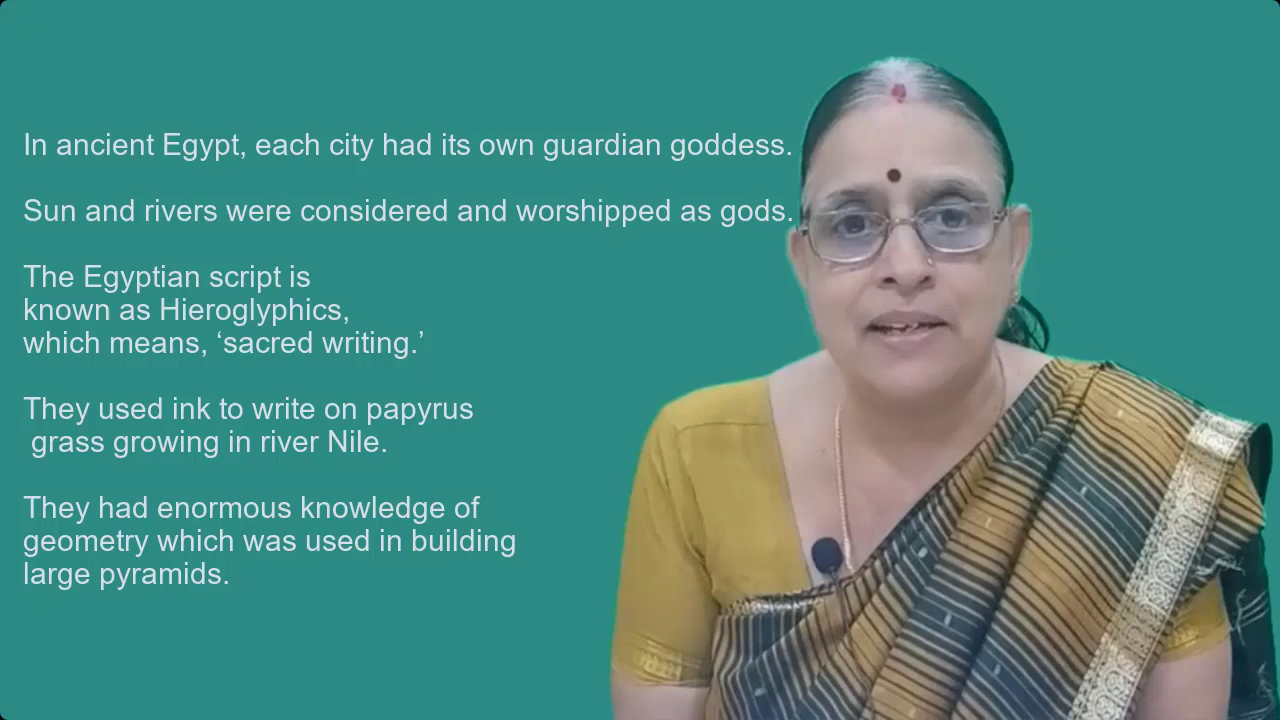 In ancient Egypt, each city had its own guardian goddess.
Sun and rivers were considered and worshipped as gods.
The Egyptian script is
known as Hieroglyphics,
which means, ‘sacred writing.’
They used ink to write on papyrus
grass growing in river Nile.
They had enormous knowledge of
geometry which was used in building
large pyramids.